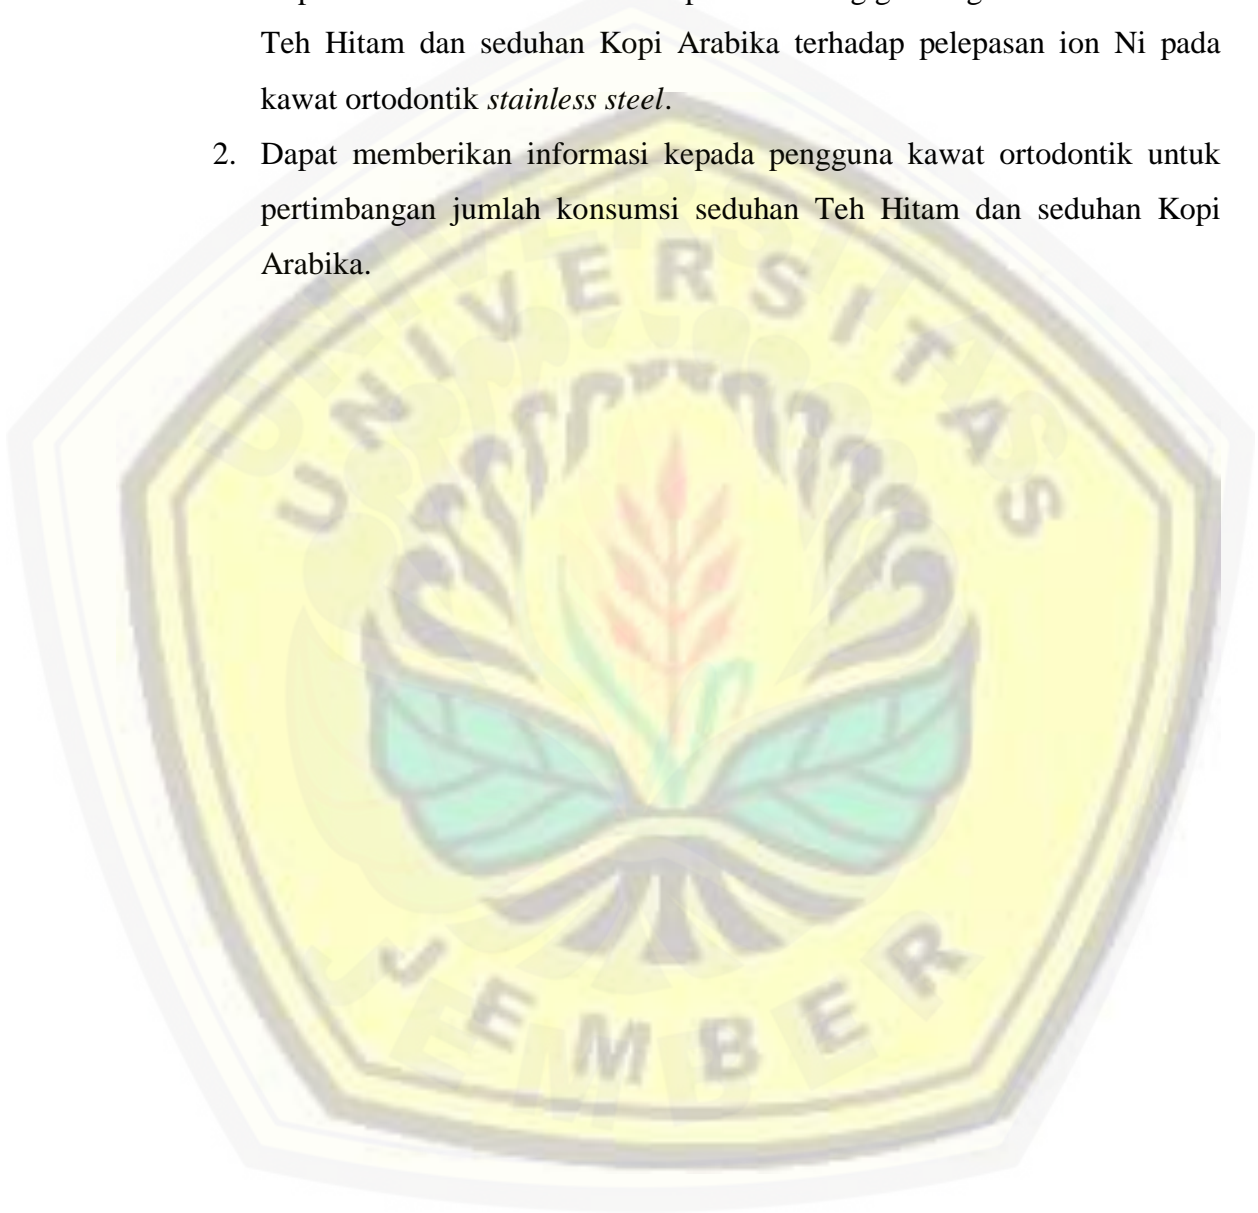 Teh Hitam dan seduhan Kopi Arabika terhadap pelepasan ion Ni pada
kawat ortodontik stainless steel.
2. Dapat memberikan informasi kepada pengguna kawat ortodontik untuk
pertimbangan jumlah konsumsi seduhan Teh Hitam dan seduhan Kopi
Arabika.
UNIVERSITAS
JEMBER